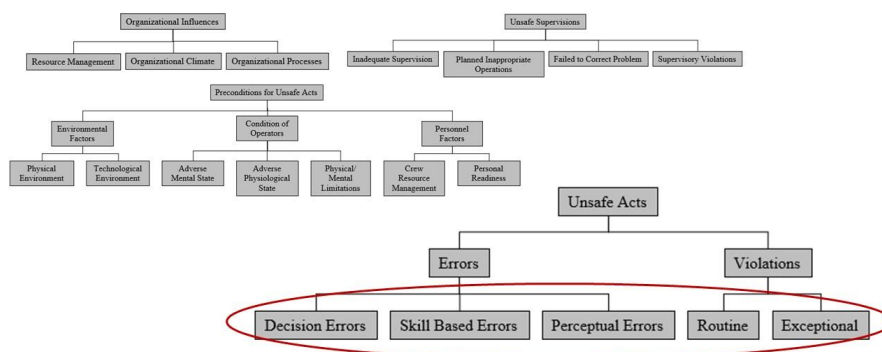 Organizational Influences
Resource Management
Organizational Climate
Organizational Processes
Unsafe Supervisions
Inadequate Supervision
Planned Inappropriate
Operations
Failed to Correct Problem
Supervisory Violations
Preconditions for Unsafe Acts
Environmental
Factors
Condition of
Operators
Personnel
Factors
Physical
Environment
Technological
Environment
Adverse
Mental State
Adverse
Physiological
State
Physical/
Mental
Limitations
Crew
Resource
Management
Personal
Readiness
Unsafe Acts
Errors
Violations
Decision Errors
Skill Based Errors
Perceptual Errors
Routine
Exceptional